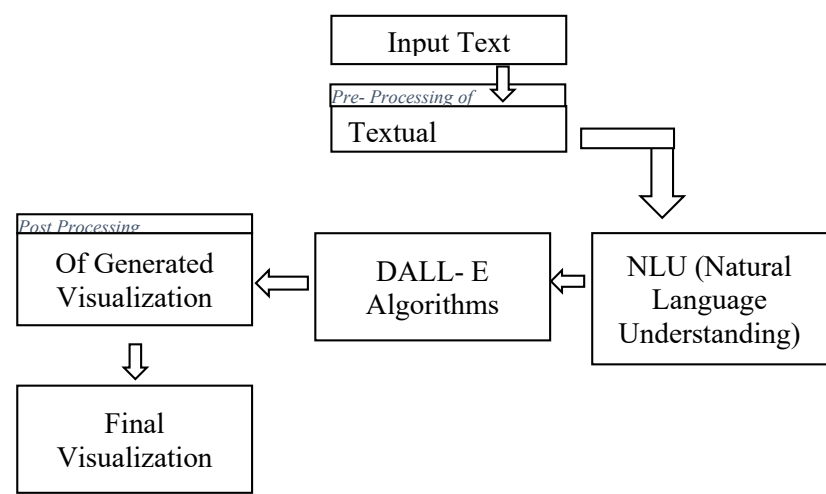 Input Text
Pre- Processing of
Textual
NLU (Natural
Language
Understanding)
DALL- E
Algorithms
Post Processing
Of Generated
Visualization
Final
Visualization